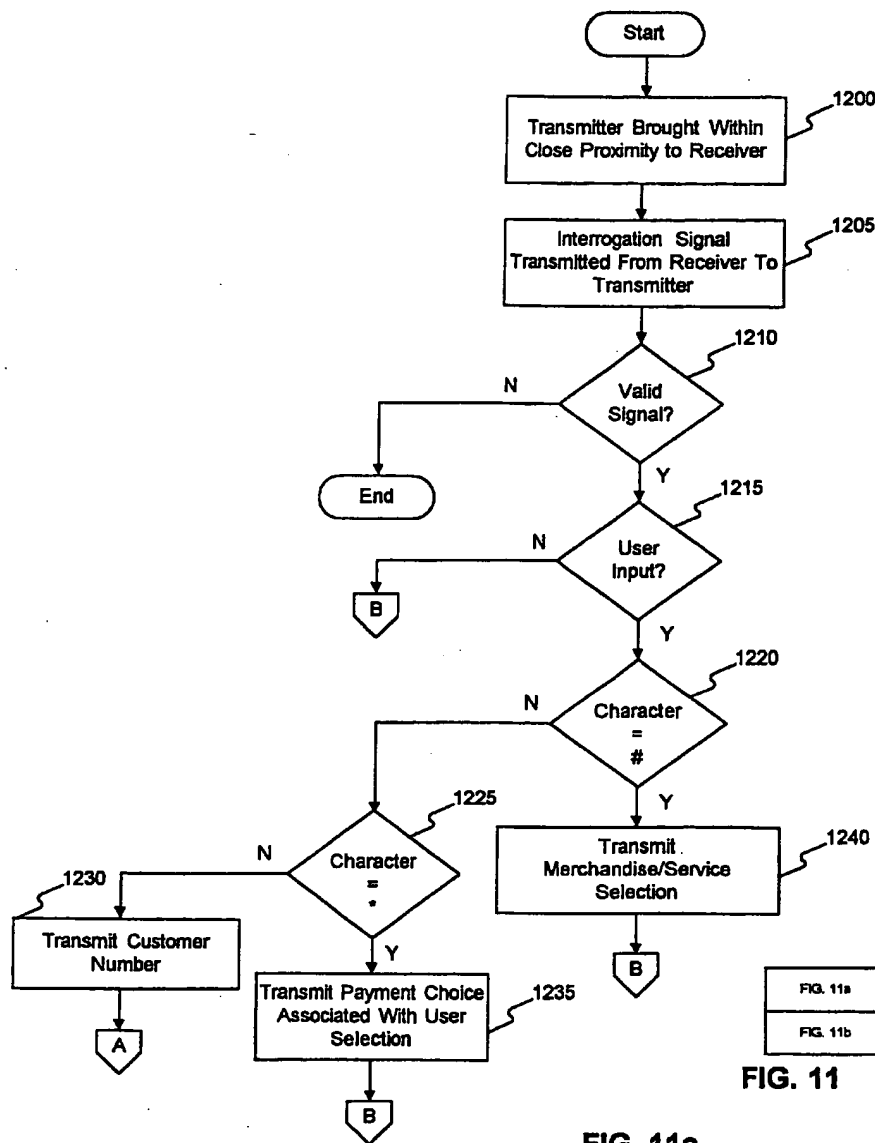 Start
1200
Transmitter Brought Within
Close Proximity to Receiver
1205
Interrogation Signal
Transmitted From Receiver To
Transmitter
1210
Valid
Signal?
N
Y
End
1215
User
Input?
N
B
Y
1220
Character
=
#
N
Y
1225
Character
=
*
N
Y
1240
Transmit
Merchandise/Service
Selection
B
1230
Transmit Customer
Number
A
1235
Transmit Payment Choice
Associated With User
Selection
B
FIG. 11a
FIG. 11b
FIG. 11
FIG. 11a